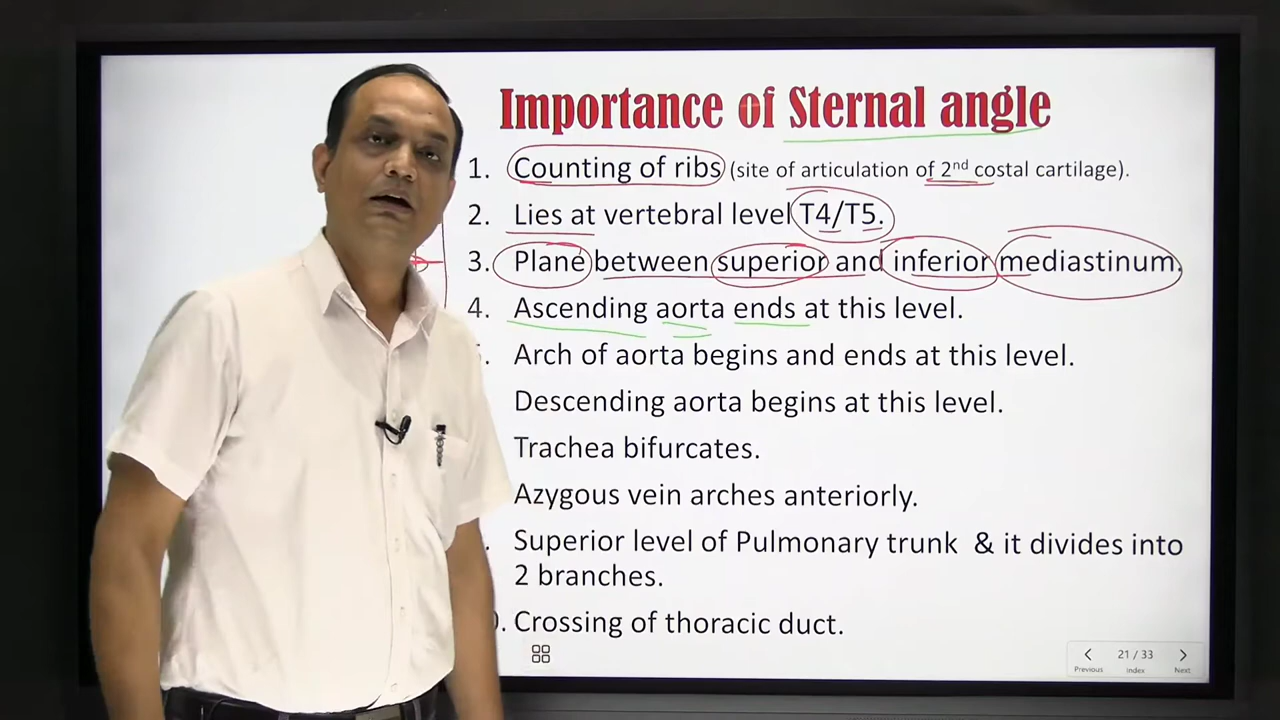 Importance of Sternal angle
1. Counting of ribs (site of articulation of 2nd costal cartilage).
2. Lies at vertebral level T4/T5.
3. Plane between superior and inferior mediastinum.
4. Ascending aorta ends at this level.
Arch of aorta begins and ends at this level.
Descending aorta begins at this level.
Trachea bifurcates.
Azygous vein arches anteriorly.
Superior level of Pulmonary trunk & it divides into
2 branches.
Crossing of thoracic duct.
21 / 33
Previous Index Next